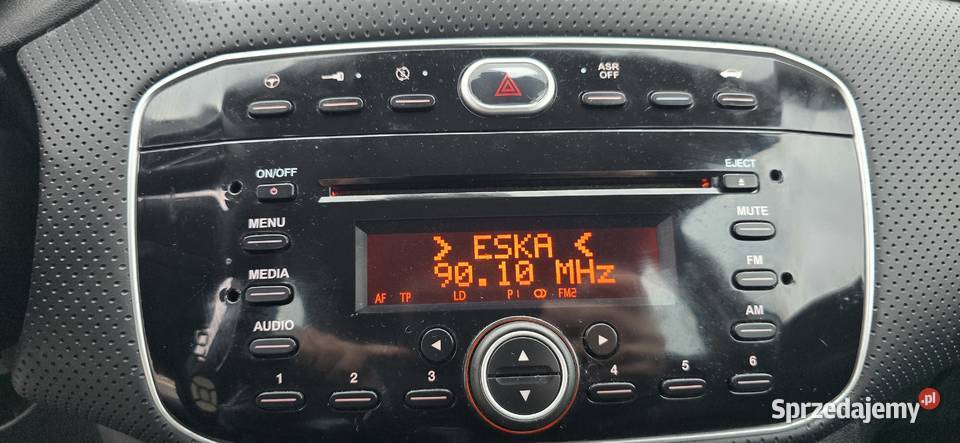 ASR
OFF
ON/OFF
EJECT
MENU
MUTE
> ESKA <
90.10 MHz
MEDIA
FM
AF TP LD P1 FM2
AUDIO
AM
1 2 3 4 5 6
Sprzedajemy.pl